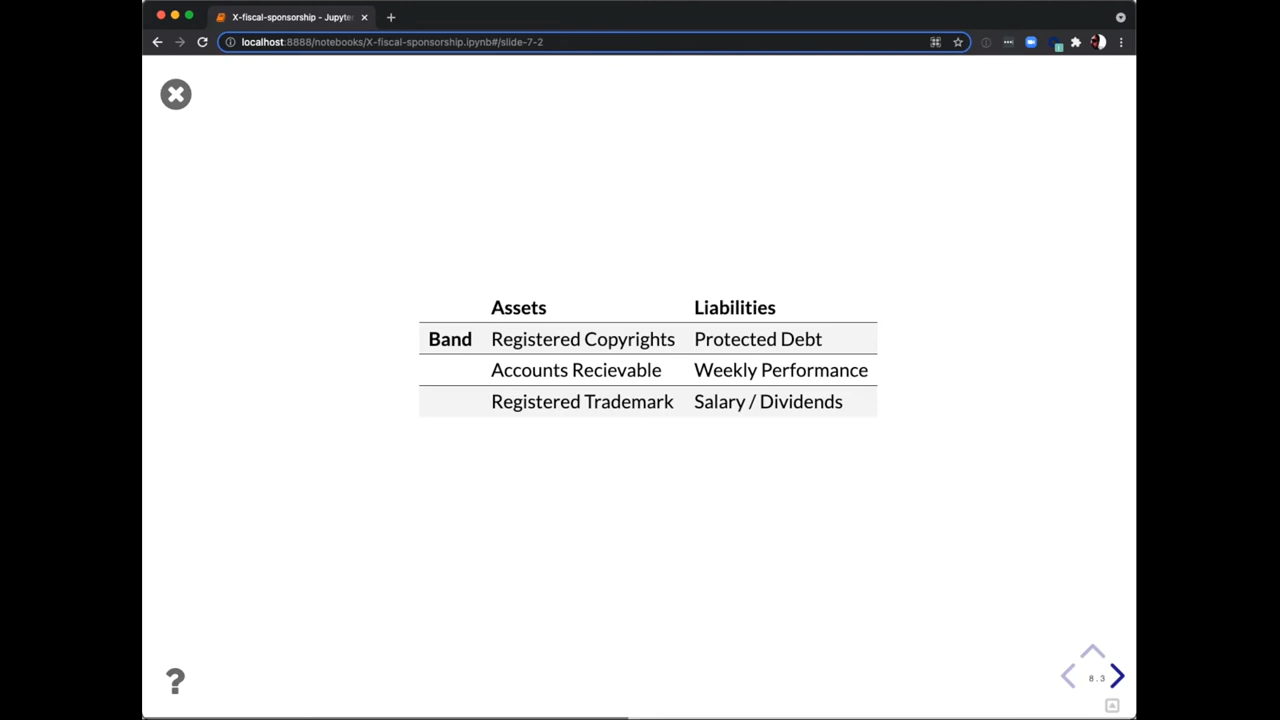 X-fiscal-sponsorship - Jupyte
localhost:8888/notebooks/X-fiscal-sponsorship.ipynb#/slide-7-2
Assets Liabilities
Band Registered Copyrights Protected Debt
Accounts Recievable Weekly Performance
Registered Trademark Salary / Dividends
?
8.3